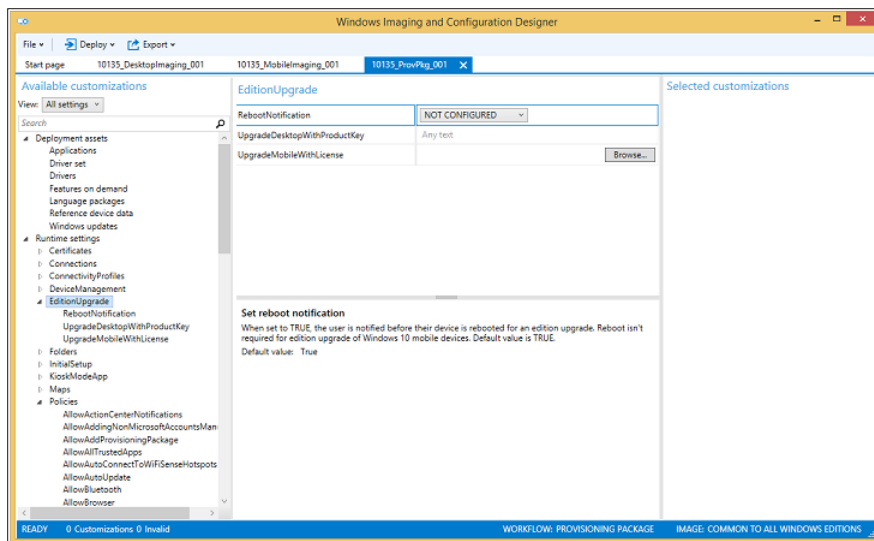 Windows Imaging and Configuration Designer
File Deploy Export
Start page 10135_DesktopImaging_001 10135_MobileImaging_001 10135_ProvPkg_001
Available customizations
View: All settings
Search
Deployment assets
Applications
Driver set
Drivers
Features on demand
Language packages
Reference device data
Windows updates
Runtime settings
Certificates
Connections
ConnectivityProfiles
DeviceManagement
EditionUpgrade
RebootNotification
UpgradeDesktopWithProductKey
UpgradeMobileWithLicense
Folders
InitialSetup
KioskModeApp
Maps
Policies
AllowActionCenterNotifications
AllowAddingNonMicrosoftAccountsMan
AllowAddProvisioningPackage
AllowAllTrustedApps
AllowAutoConnectToWiFiSenseHotspots
AllowAutoUpdate
AllowBluetooth
AllowBrowser
EditionUpgrade
RebootNotification NOT CONFIGURED
UpgradeDesktopWithProductKey Any text
UpgradeMobileWithLicense Browse...
Set reboot notification
When set to TRUE, the user is notified before their device is rebooted for an edition upgrade. Reboot isn't
required for edition upgrade of Windows 10 mobile devices. Default value is TRUE.
Default value: True
Selected customizations
READY 0 Customizations 0 Invalid WORKFLOW: PROVISIONING PACKAGE IMAGE: COMMON TO ALL WINDOWS EDITIONS